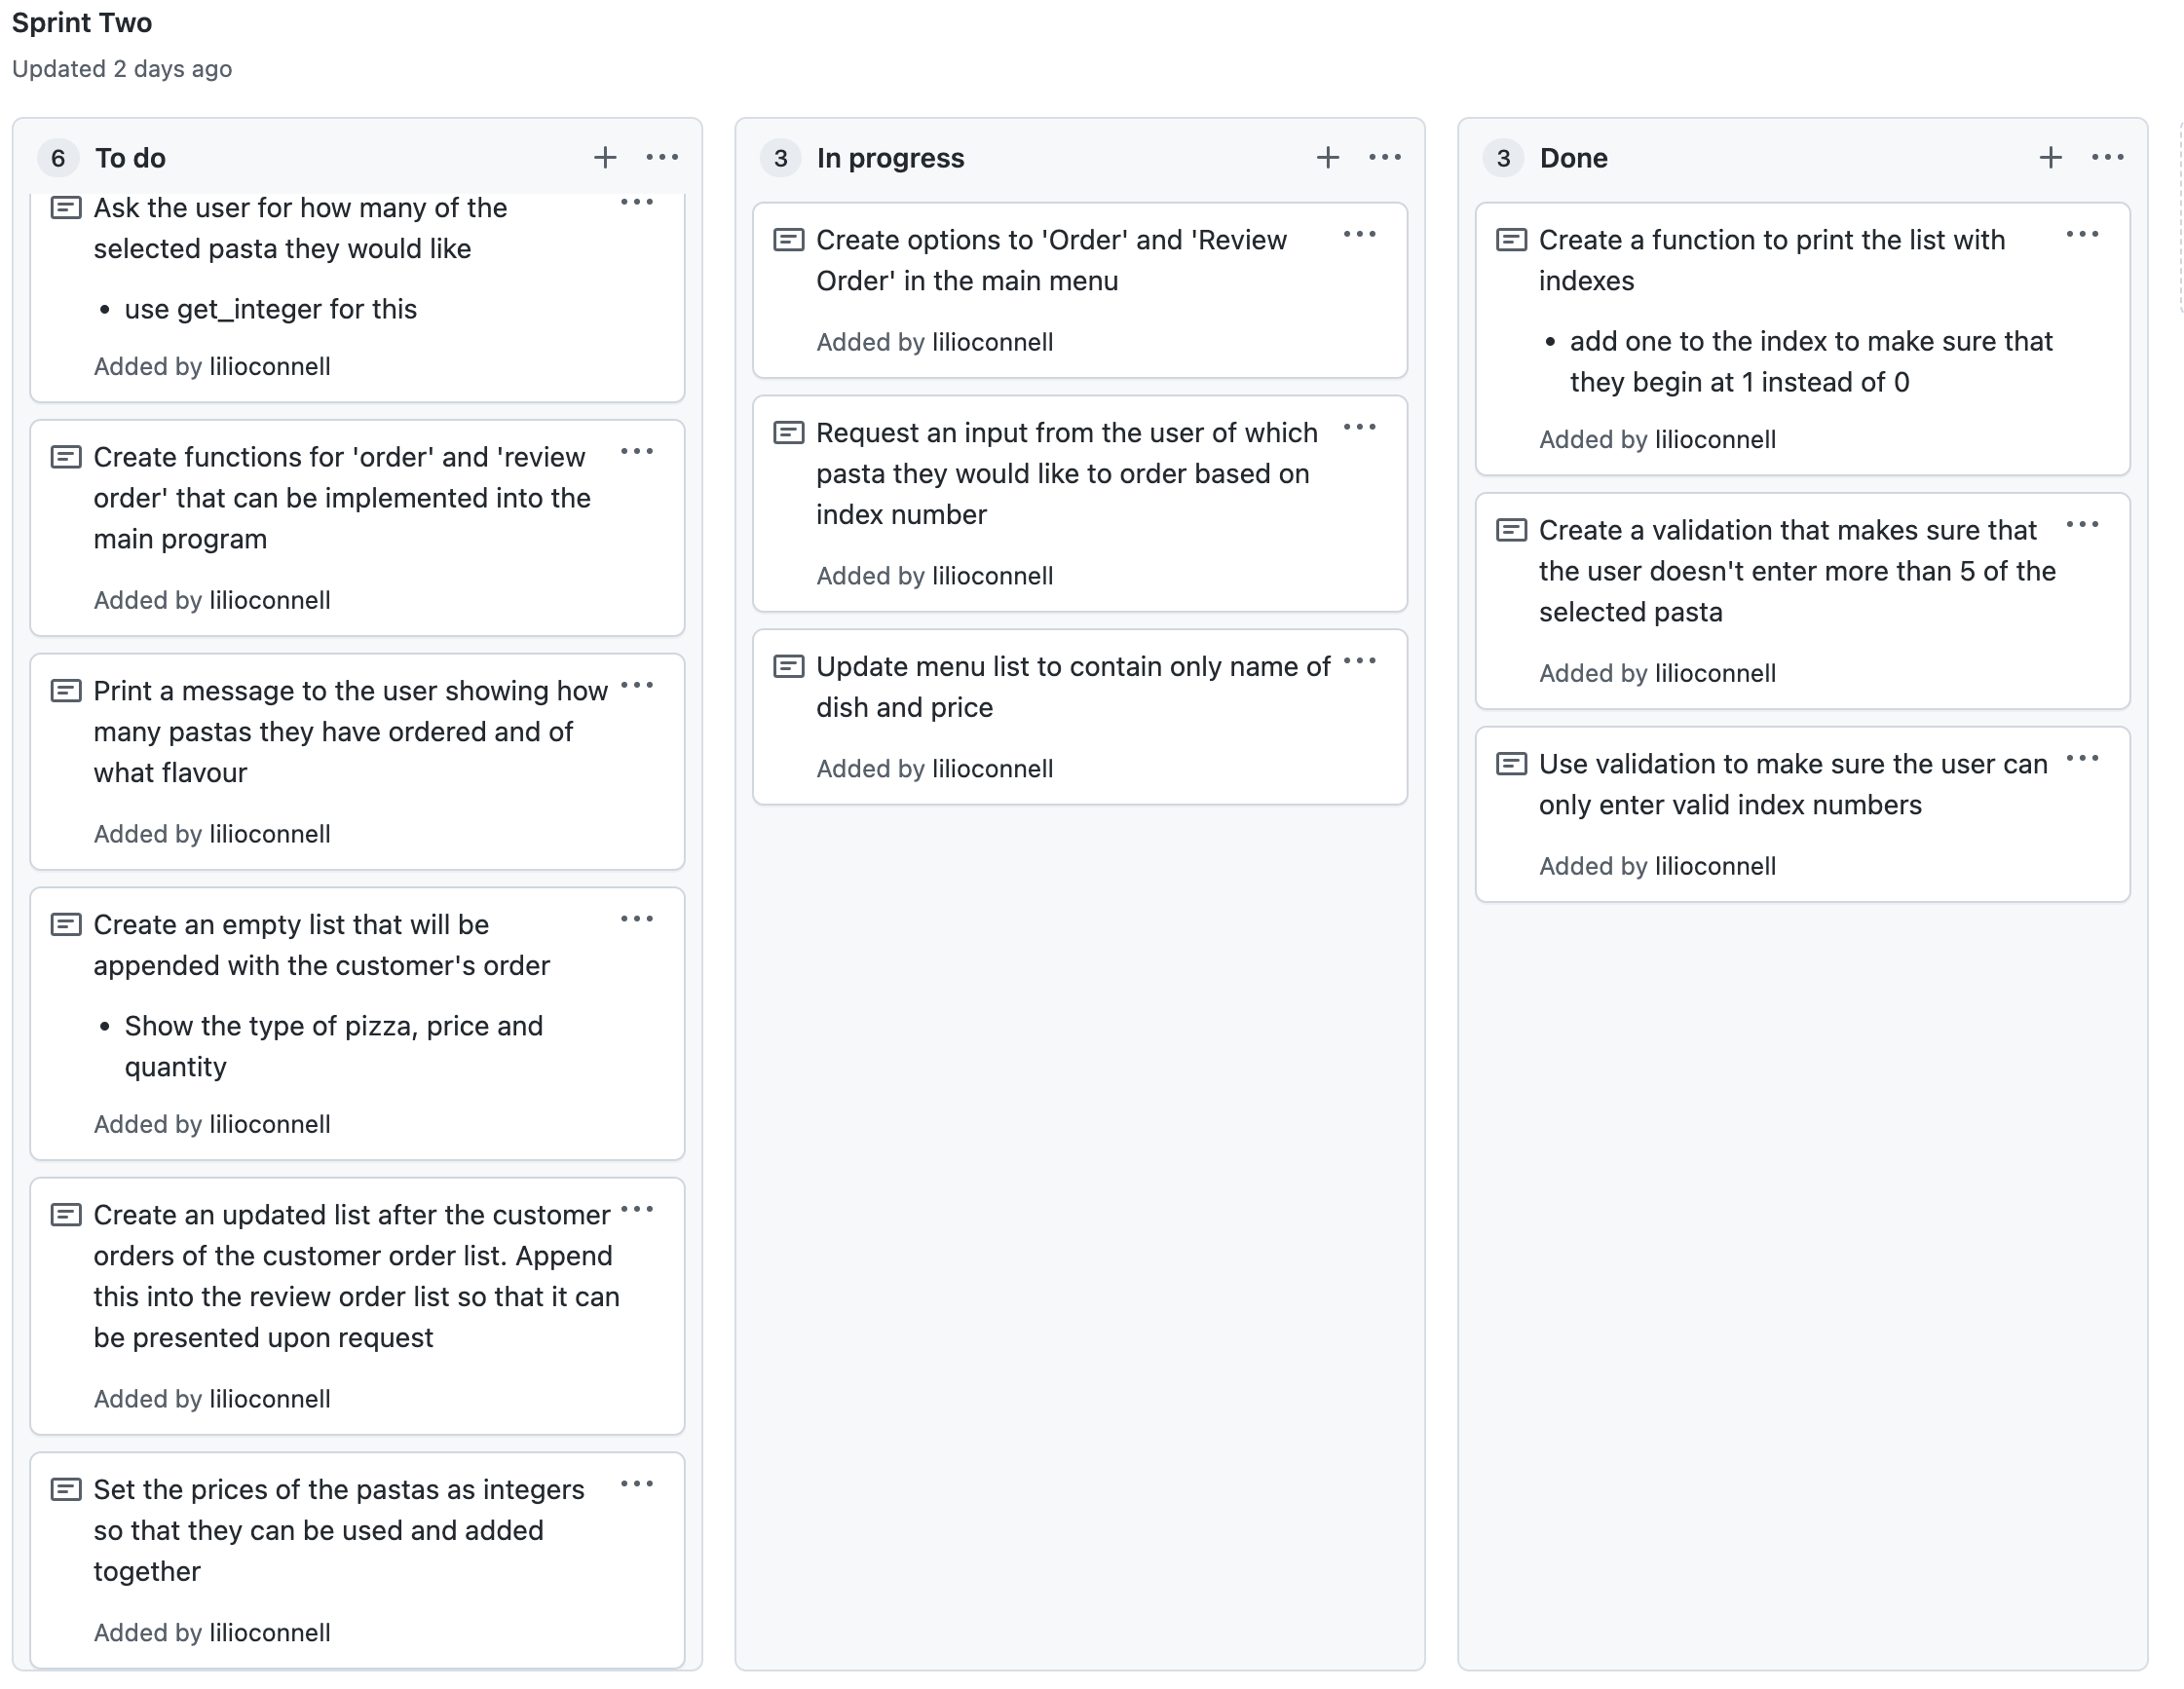 Sprint Two
Updated 2 days ago
6 To do
Ask the user for how many of the
selected pasta they would like
• use get_integer for this
Added by lilioconnell
Create functions for 'order' and 'review
order' that can be implemented into the
main program
Added by lilioconnell
Print a message to the user showing how
many pastas they have ordered and of
what flavour
Added by lilioconnell
Create an empty list that will be
appended with the customer's order
• Show the type of pizza, price and
quantity
Added by lilioconnell
Create an updated list after the customer
orders of the customer order list. Append
this into the review order list so that it can
be presented upon request
Added by lilioconnell
Set the prices of the pastas as integers
so that they can be used and added
together
Added by lilioconnell
3 In progress
Create options to 'Order' and 'Review
Order' in the main menu
Added by lilioconnell
Request an input from the user of which
pasta they would like to order based on
index number
Added by lilioconnell
Update menu list to contain only name of
dish and price
Added by lilioconnell
3 Done
Create a function to print the list with
indexes
• add one to the index to make sure that
they begin at 1 instead of 0
Added by lilioconnell
Create a validation that makes sure that
the user doesn't enter more than 5 of the
selected pasta
Added by lilioconnell
Use validation to make sure the user can
only enter valid index numbers
Added by lilioconnell